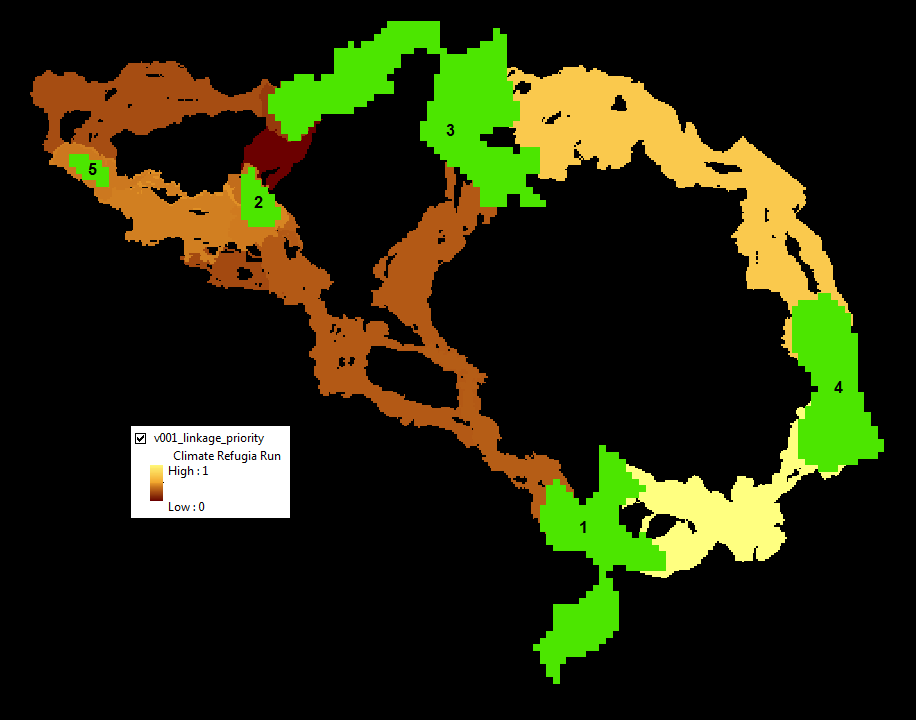 3
5
2
4
v001_linkage_priority
Climate Refugia Run
High : 1
Low : 0
1